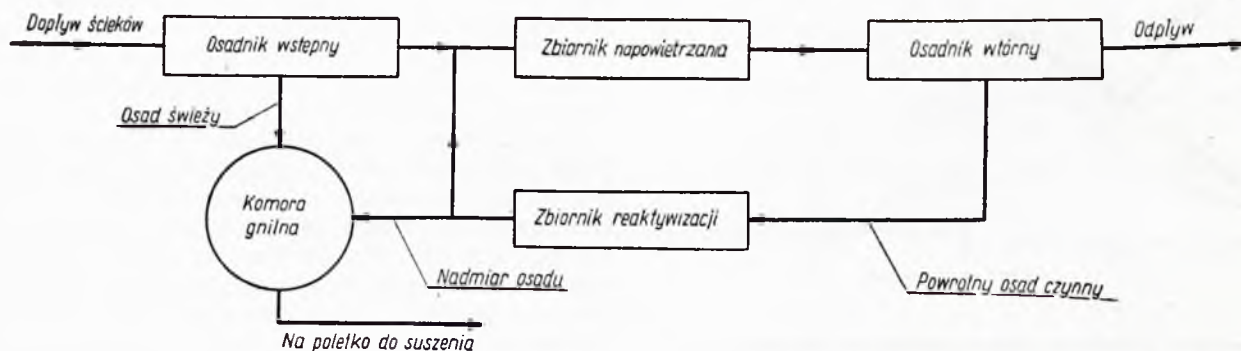 Dopływ ścieków
Osadnik wstępny
Zbiornik napowietrzania
Osadnik wtórny
Odpływ
Osad świeży
Komora
gnilna
Zbiornik reaktywizacji
Nadmiar osadu
Powrotny osad czynny
Na poletko do suszenia